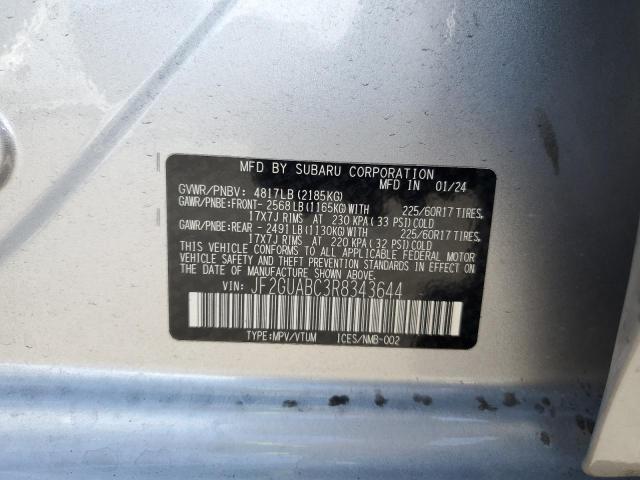 MFD BY SUBARU CORPORATION
MFD IN 01/24
GVWR/PNBV: 4817LB (2185KG)
GAWR/PNBE:FRONT- 2568LB(1165KG)WITH 225/60R17 TIRES,
17X7J RIMS AT 230 KPA (33 PSI) COLD
GAWR/PNBE:REAR - 2491LB(1130KG)WITH 225/60R17 TIRES,
17X7J RIMS AT 220 KPA (32 PSI) COLD
THIS VEHICLE CONFORMS TO ALL APPLICABLE FEDERAL MOTOR
VEHICLE SAFETY AND BUMPER STANDARDS IN EFFECT ON THE
DATE OF MANUFACTURE SHOWN ABOVE.
VIN: JF2GUABC3R8343644
TYPE:MPV/VTUM ICES/NMB-002